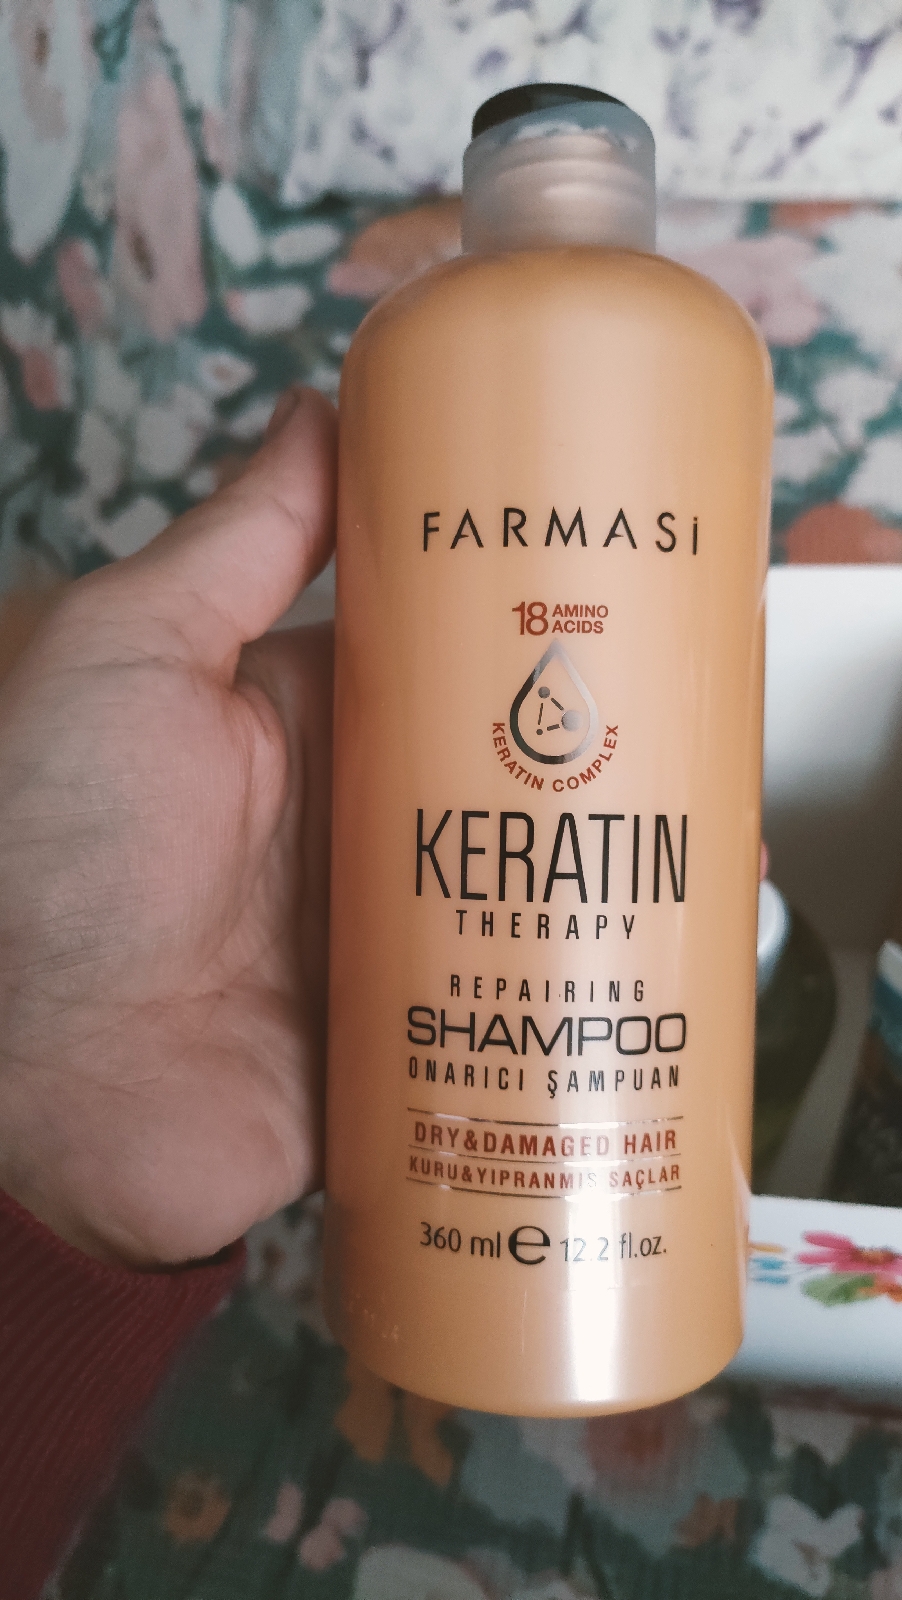 FARMASi
18 AMINO
ACIDS
KERATIN COMPLEX
KERATIN
THERAPY
REPAIRING
SHAMPOO
ONARICI ŞAMPUAN
DRY&DAMAGED HAIR
KURU&YIPRANMIŞ SAÇLAR
360 ml e 12.2 fl.oz.